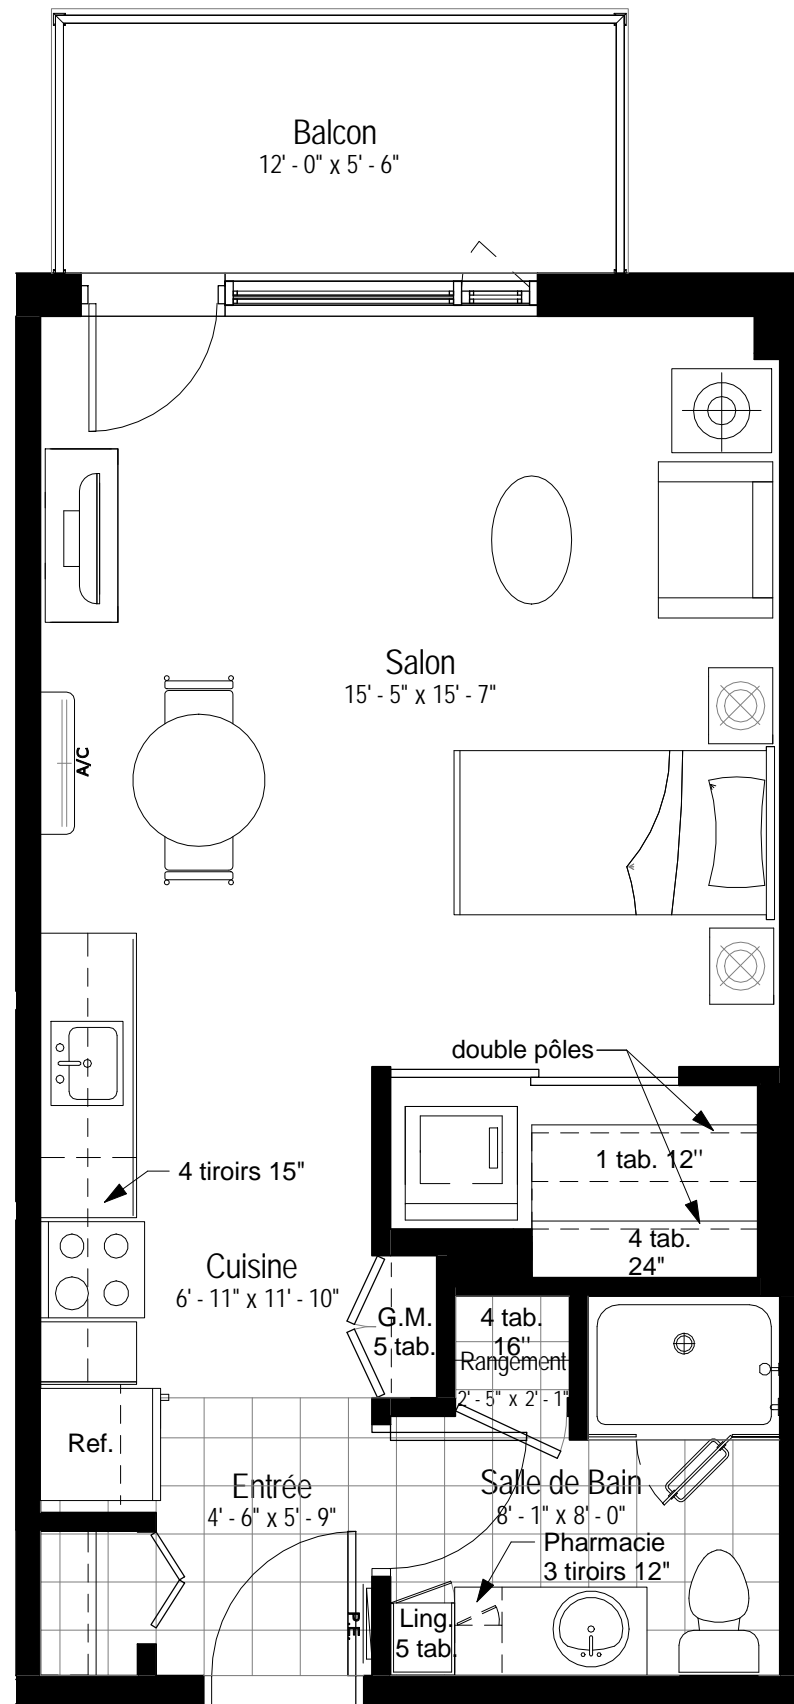 Balcon
12' - 0" x 5' - 6"
Salon
15' - 5" x 15' - 7"
A/C
double pôles
1 tab. 12"
4 tiroirs 15"
4 tab.
24"
Cuisine
6' - 11" x 11' - 10"
G.M.
5 tab.
4 tab.
16"
Rangement
2' - 5" x 2' - 1"
Ref.
Entrée
4' - 6" x 5' - 9"
Salle de Bain
8' - 1" x 8' - 0"
Pharmacie
3 tiroirs 12"
P.E.
Ling.
5 tab.